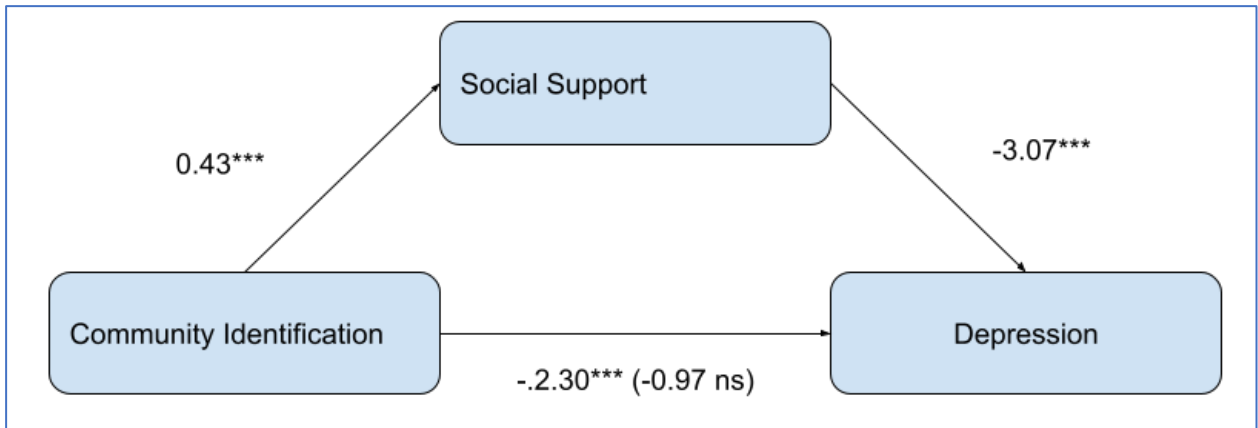 Social Support
0.43***
-3.07***
Community Identification
Depression
-.2.30*** (-0.97 ns)